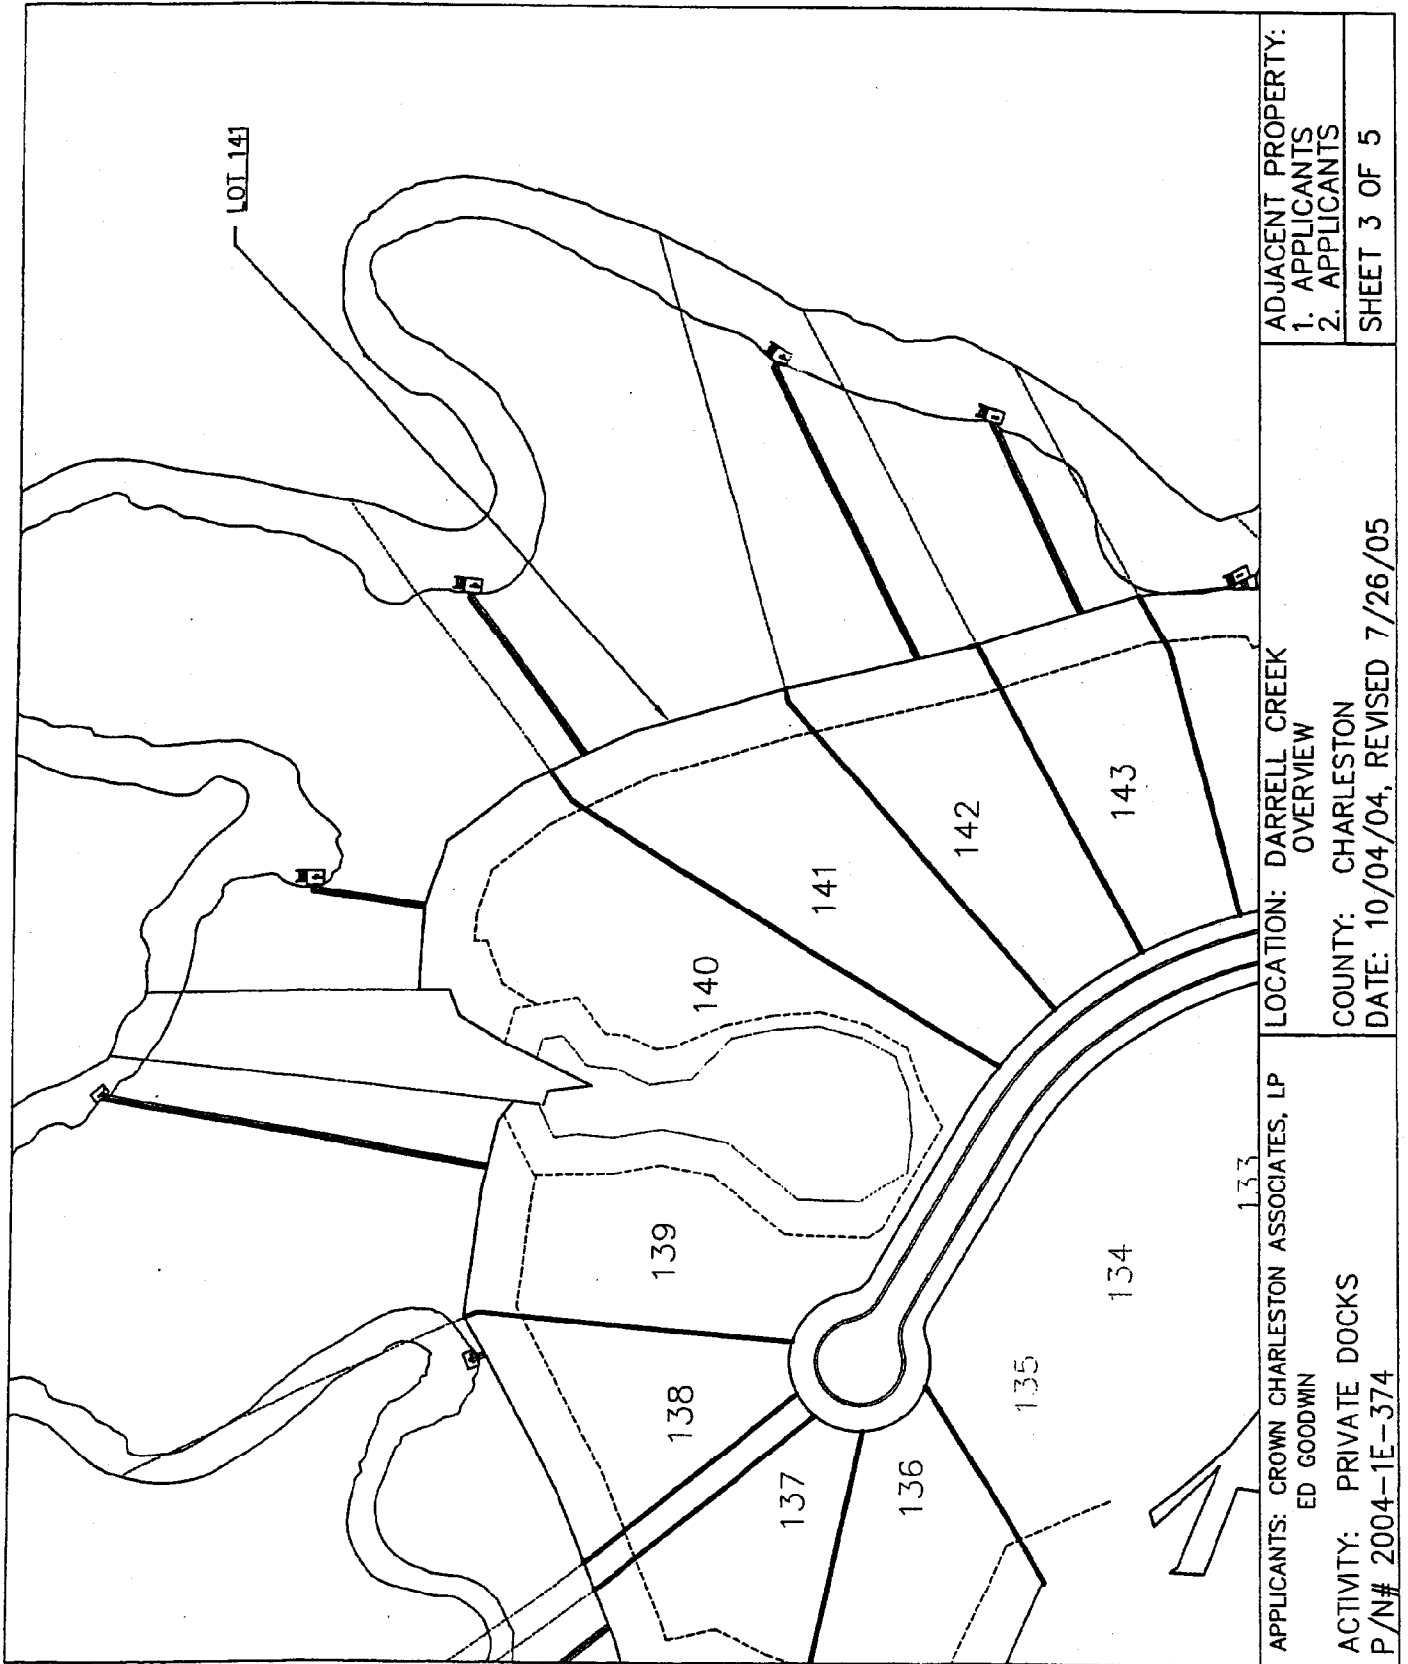 LOT 141
143
142
141
140
139
138
137
136
135
134
133
APPLICANTS: CROWN CHARLESTON ASSOCIATES, LP
ED GOODWIN
ACTIVITY: PRIVATE DOCKS
P/N# 2004-1E-374
LOCATION: DARRELL CREEK
OVERVIEW
COUNTY: CHARLESTON
DATE: 10/04/04, REVISED 7/26/05
ADJACENT PROPERTY:
1. APPLICANTS
2. APPLICANTS
SHEET 3 OF 5